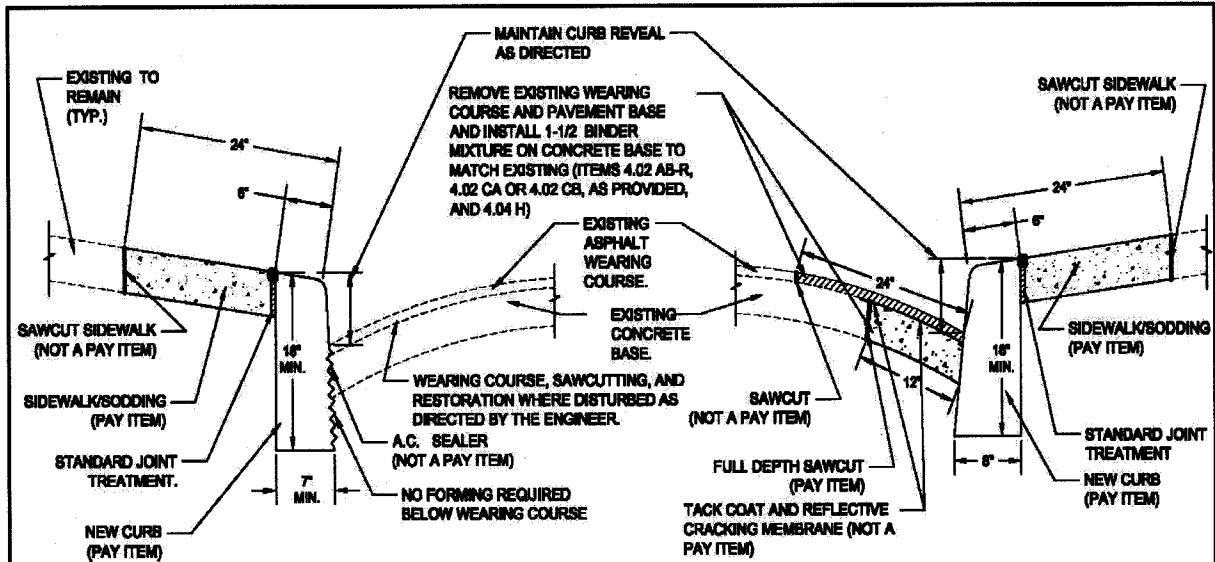 MAINTAIN CURB REVEAL
AS DIRECTED
EXISTING TO
REMAIN
(TYP.)
REMOVE EXISTING WEARING
COURSE AND PAVEMENT BASE
AND INSTALL 1-1/2 BINDER
MIXTURE ON CONCRETE BASE TO
MATCH EXISTING (ITEMS 4.02 AB-R,
4.02 CA OR 4.02 CB, AS PROVIDED,
AND 4.04 H)
SAWCUT SIDEWALK
(NOT A PAY ITEM)
24"
6"
24"
6"
EXISTING
ASPHALT
WEARING
COURSE.
24"
EXISTING
CONCRETE
BASE.
SAWCUT SIDEWALK
(NOT A PAY ITEM)
18"
MIN.
WEARING COURSE, SAWCUTTING, AND
RESTORATION WHERE DISTURBED AS
DIRECTED BY THE ENGINEER.
12"
18"
MIN.
SIDEWALK/SODDING
(PAY ITEM)
SIDEWALK/SODDING
(PAY ITEM)
SAWCUT
(NOT A PAY ITEM)
A.C. SEALER
(NOT A PAY ITEM)
STANDARD JOINT
TREATMENT
STANDARD JOINT
TREATMENT.
7"
MIN.
FULL DEPTH SAWCUT
(PAY ITEM)
8"
NEW CURB
(PAY ITEM)
NO FORMING REQUIRED
BELOW WEARING COURSE
TACK COAT AND REFLECTIVE
CRACKING MEMBRANE (NOT A
PAY ITEM)
NEW CURB
(PAY ITEM)